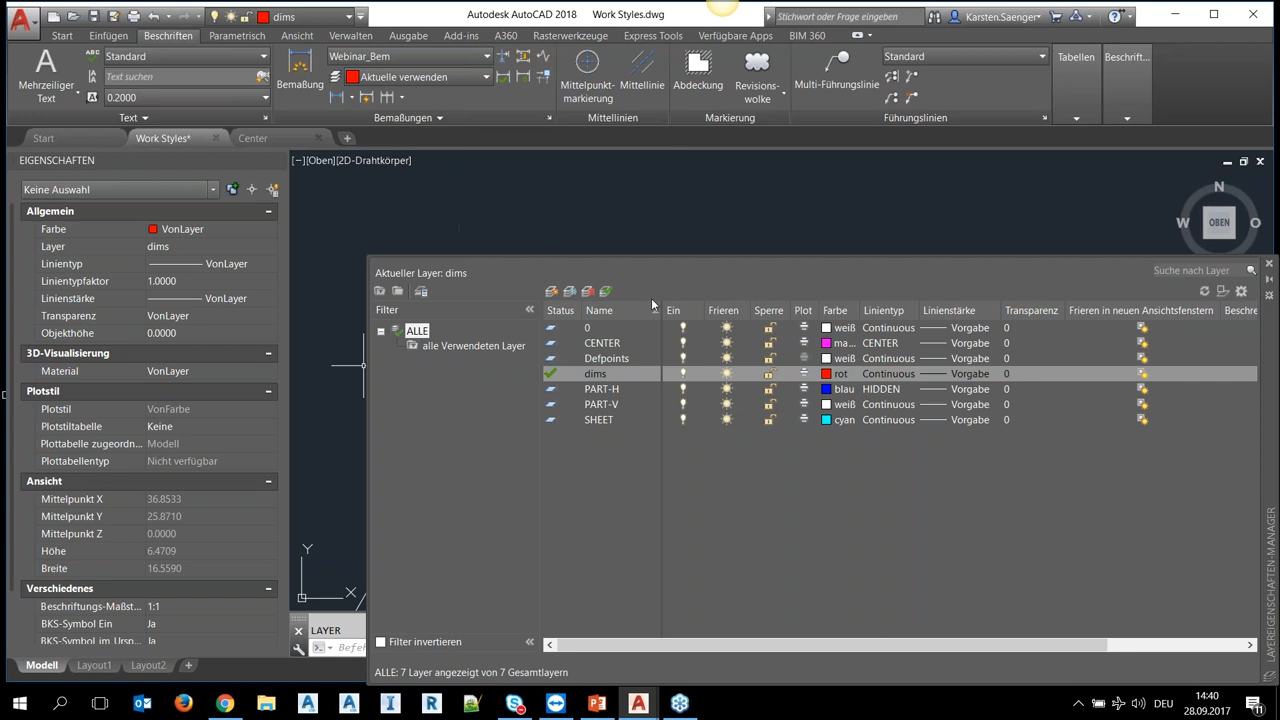 dims
Autodesk AutoCAD 2018 Work Styles.dwg
Stichwort oder Frage eingeben
Karsten.Saenger
Start Einfügen Beschriften Parametrisch Ansicht Verwalten Ausgabe Add-ins A360 Rasterwerkzeuge Express Tools Verfügbare Apps BIM 360
Mehrzeiliger
Text
Standard
Text suchen
0.2000
Bemaßung
Webinar_Bem
Aktuelle verwenden
Mittelpunkt-
markierung
Mittellinie
Abdeckung
Revisions-
wolke
Multi-Führungslinie
Standard
Tabellen
Beschrift...
Text Bemaßungen Mittellinien Markierung Führungslinien
Start Work Styles* Center
EIGENSCHAFTEN
Keine Auswahl
Allgemein
Farbe VonLayer
Layer dims
Linientyp VonLayer
Linientypfaktor 1.0000
Linienstärke VonLayer
Transparenz VonLayer
Objekthöhe 0.0000
3D-Visualisierung
Material VonLayer
Plotstil
Plotstil VonFarbe
Plotstiltabelle Keine
Plottabelle zugeordn... Modell
Plottabellentyp Nicht verfügbar
Ansicht
Mittelpunkt X 36.8533
Mittelpunkt Y 25.8710
Mittelpunkt Z 0.0000
Höhe 6.4709
Breite 16.5590
Verschiedenes
Beschriftungs-Maßst... 1:1
BKS-Symbol Ein Ja
BKS-Symbol im Urspr... Ja
[−][Oben][2D-Drahtkörper]
N
W OBEN O
Y
X
Aktueller Layer: dims
Suche nach Layer
Filter
ALLE
alle Verwendeten Layer
Status Name Ein Frieren Sperre Plot Farbe Linientyp Linienstärke Transparenz Frieren in neuen Ansichtsfenstern Beschre
0 weiß Continuous Vorgabe 0
CENTER ma... CENTER Vorgabe 0
Defpoints weiß Continuous Vorgabe 0
dims rot Continuous Vorgabe 0
PART-H blau HIDDEN Vorgabe 0
PART-V weiß Continuous Vorgabe 0
SHEET cyan Continuous Vorgabe 0
Filter invertieren
ALLE: 7 Layer angezeigt von 7 Gesamtlayern
LAYEREIGENSCHAFTEN-MANAGER
LAYER
Befeh
Modell Layout1 Layout2
DEU
14:40
28.09.2017
11